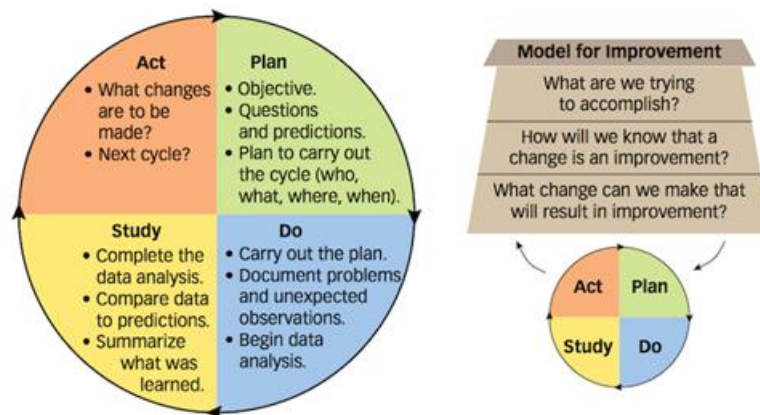 Act
• What changes
are to be
made?
• Next cycle?
Plan
• Objective.
• Questions
and predictions.
• Plan to carry out
the cycle (who,
what, where, when).
Study
• Complete the
data analysis.
• Compare data
to predictions.
• Summarize
what was
learned.
Do
• Carry out the plan.
• Document problems
and unexpected
observations.
• Begin data
analysis.
Model for Improvement
What are we trying
to accomplish?
How will we know that a
change is an improvement?
What change can we make that
will result in improvement?
Act
Plan
Study
Do